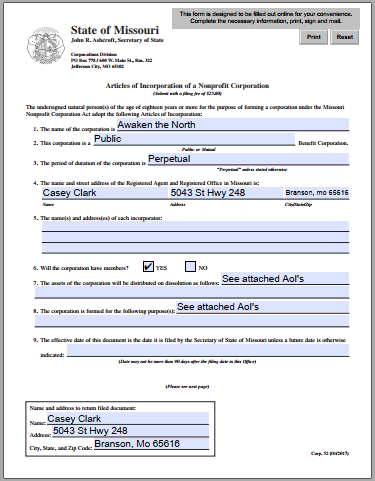 This form is designed to be filled out online for your convenience.
Complete the necessary information, print, sign and mail.
Print Reset
State of Missouri
John R. Ashcroft, Secretary of State
Corporations Division
PO Box 778 / 600 W. Main St., Rm. 322
Jefferson City, MO 65102
Articles of Incorporation of a Nonprofit Corporation
(Submit with a filing fee of $25.00)
The undersigned natural person(s) of the age of eighteen years or more for the purpose of forming a corporation under the Missouri
Nonprofit Corporation Act adopt the following Articles of Incorporation:
1. The name of the corporation is Awaken the North
2. This corporation is a Public Benefit Corporation.
Public or Mutual
3. The period of duration of the corporation is Perpetual
"Perpetual" unless stated otherwise
4. The name and street address of the Registered Agent and Registered Office in Missouri is:
Casey Clark 5043 St Hwy 248 Branson, mo 65616
Name Address City/State/Zip
5. The name(s) and address(es) of each incorporator:
6. Will the corporation have members? YES NO
7. The assets of the corporation will be distributed on dissolution as follows: See attached AoI's
8. The corporation is formed for the following purpose(s): See attached AoI's
9. The effective date of this document is the date it is filed by the Secretary of State of Missouri unless a future date is otherwise
indicated:
(Date may not be more than 90 days after the filing date in this Office)
(Please see next page)
Name and address to return filed document:
Name: Casey Clark
Address: 5043 St Hwy 248
City, State, and Zip Code: Branson, Mo 65616
Corp. 52 (01/2017)